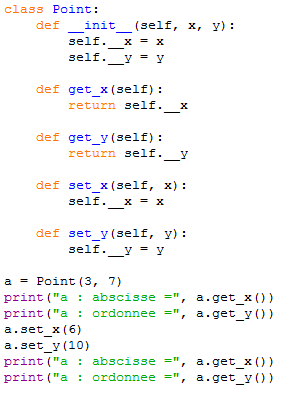 class Point:
    def __init__(self, x, y):
        self.__x = x
        self.__y = y

    def get_x(self):
        return self.__x

    def get_y(self):
        return self.__y

    def set_x(self, x):
        self.__x = x

    def set_y(self, y):
        self.__y = y

a = Point(3, 7)
print("a : abscisse =", a.get_x())
print("a : ordonnee =", a.get_y())
a.set_x(6)
a.set_y(10)
print("a : abscisse =", a.get_x())
print("a : ordonnee =", a.get_y())